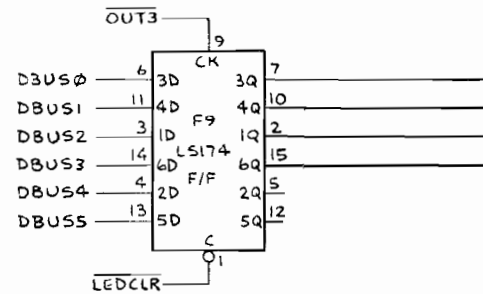 OUT3
9
CK
D3USØ 6 3D 3Q 7
DBUS1 11 4D F9 4Q 10
DBUS2 3 1D 1Q 2
DBUS3 14 6D LS174 6Q 15
DBUS4 4 2D F/F 2Q 5
DBUS5 13 5D 5Q 12
C
1
LEDCLR